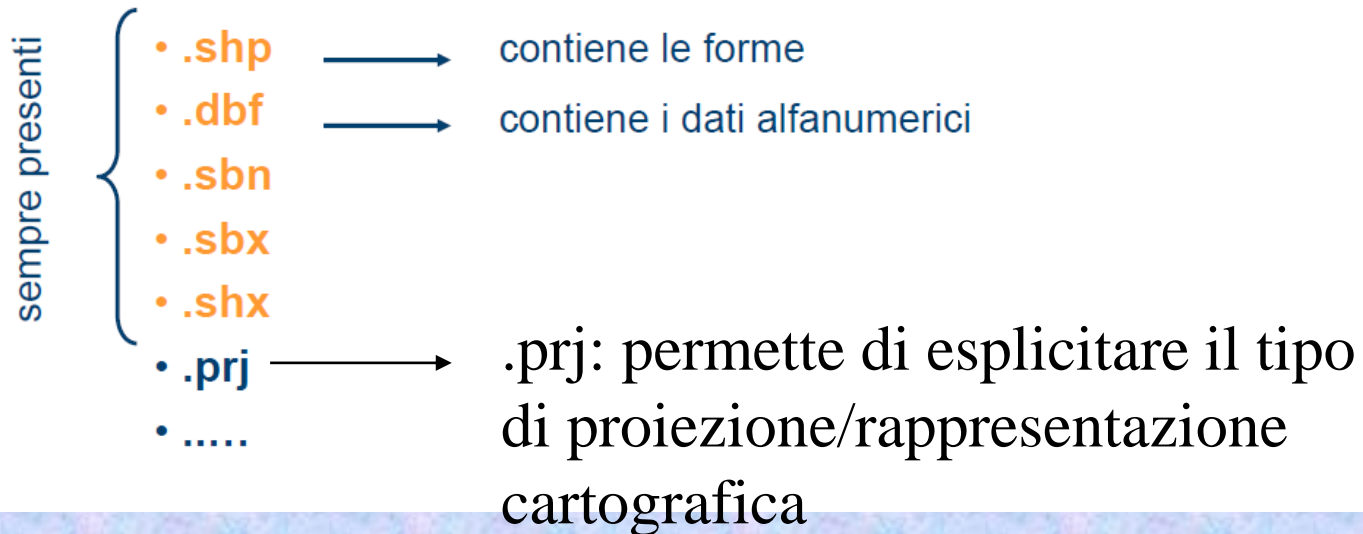 sempre presenti
• .shp
contiene le forme
• .dbf
contiene i dati alfanumerici
• .sbn
• .sbx
• .shx
• .prj
.prj: permette di esplicitare il tipo
di proiezione/rappresentazione
cartografica
• .....